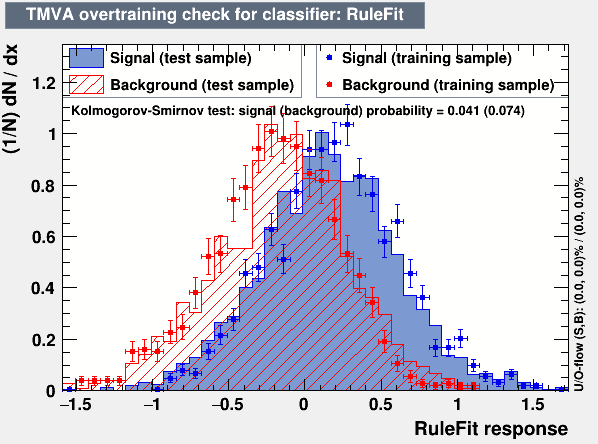 TMVA overtraining check for classifier: RuleFit
(1/N) dN / dx
Signal (test sample)
Background (test sample)
Signal (training sample)
Background (training sample)
Kolmogorov-Smirnov test: signal (background) probability = 0.041 (0.074)
1.2
1
0.8
0.6
0.4
0.2
0
−1.5 −1 −0.5 0 0.5 1 1.5
RuleFit response
U/O-flow (S,B): (0.0, 0.0)% / (0.0, 0.0)%